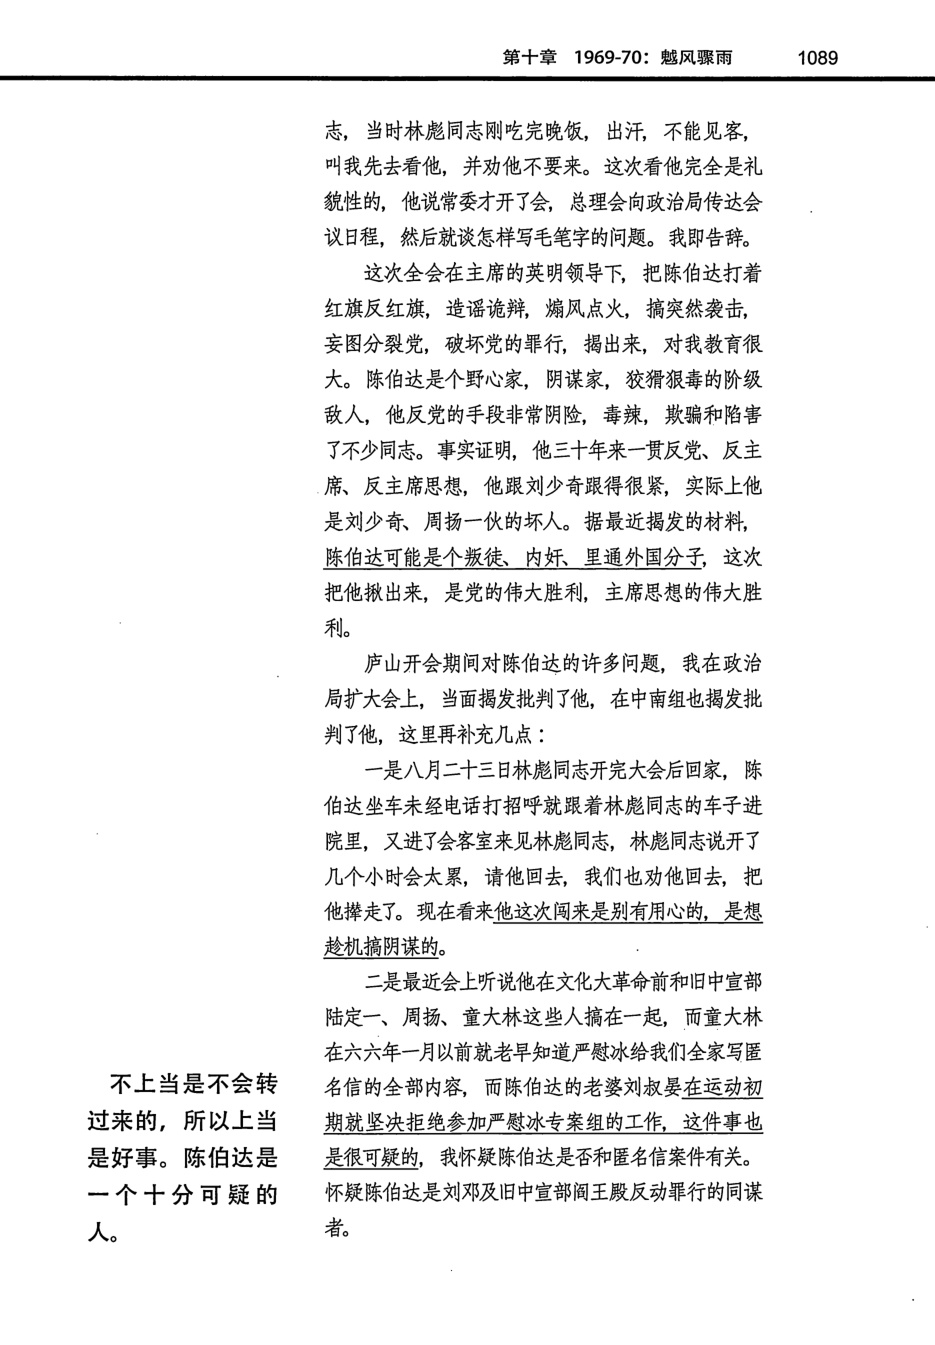 第十章 1969-70：魆风骤雨 1089
志，当时林彪同志刚吃完晚饭，出汗，不能见客，
叫我先去看他，并劝他不要来。这次看他完全是礼
貌性的，他说常委才开了会，总理会向政治局传达会
议日程，然后就谈怎样写毛笔字的问题。我即告辞。
这次全会在主席的英明领导下，把陈伯达打着
红旗反红旗，造谣诡辩，煽风点火，搞突然袭击，
妄图分裂党，破坏党的罪行，揭出来，对我教育很
大。陈伯达是个野心家，阴谋家，狡猾狠毒的阶级
敌人，他反党的手段非常阴险，毒辣，欺骗和陷害
了不少同志。事实证明，他三十年来一贯反党、反主
席、反主席思想，他跟刘少奇跟得很紧，实际上他
是刘少奇、周扬一伙的坏人。据最近揭发的材料，
陈伯达可能是个叛徒、内奸、里通外国分子，这次
把他揪出来，是党的伟大胜利，主席思想的伟大胜
利。
庐山开会期间对陈伯达的许多问题，我在政治
局扩大会上，当面揭发批判了他，在中南组也揭发批
判了他，这里再补充几点：
一是八月二十三日林彪同志开完大会后回家，陈
伯达坐车未经电话打招呼就跟着林彪同志的车子进
院里，又进了会客室来见林彪同志，林彪同志说开了
几个小时会太累，请他回去，我们也劝他回去，把
他撵走了。现在看来他这次闯来是别有用心的，是想
趁机搞阴谋的。
二是最近会上听说他在文化大革命前和旧中宣部
陆定一、周扬、童大林这些人搞在一起，而童大林
在六六年一月以前就老早知道严慰冰给我们全家写匿
名信的全部内容，而陈伯达的老婆刘叔晏在运动初
期就坚决拒绝参加严慰冰专案组的工作，这件事也
是很可疑的，我怀疑陈伯达是否和匿名信案件有关。
怀疑陈伯达是刘邓及旧中宣部阎王殿反动罪行的同谋
者。
不上当是不会转
过来的，所以上当
是好事。陈伯达是
一个十分可疑的
人。